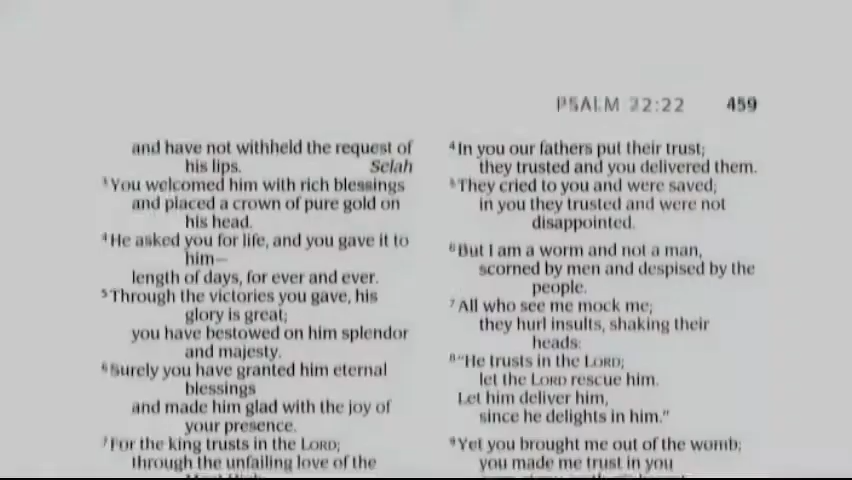 PSALM 22:22 459
and have not withheld the request of
his lips. Selah
3 You welcomed him with rich blessings
and placed a crown of pure gold on
his head.
4 He asked you for life, and you gave it to
him—
length of days, for ever and ever.
5 Through the victories you gave, his
glory is great;
you have bestowed on him splendor
and majesty.
6 Surely you have granted him eternal
blessings
and made him glad with the joy of
your presence.
7 For the king trusts in the LORD;
through the unfailing love of the
4 In you our fathers put their trust;
they trusted and you delivered them.
5 They cried to you and were saved;
in you they trusted and were not
disappointed.
6 But I am a worm and not a man,
scorned by men and despised by the
people.
7 All who see me mock me;
they hurl insults, shaking their
heads:
8 "He trusts in the LORD;
let the LORD rescue him.
Let him deliver him,
since he delights in him."
9 Yet you brought me out of the womb;
you made me trust in you